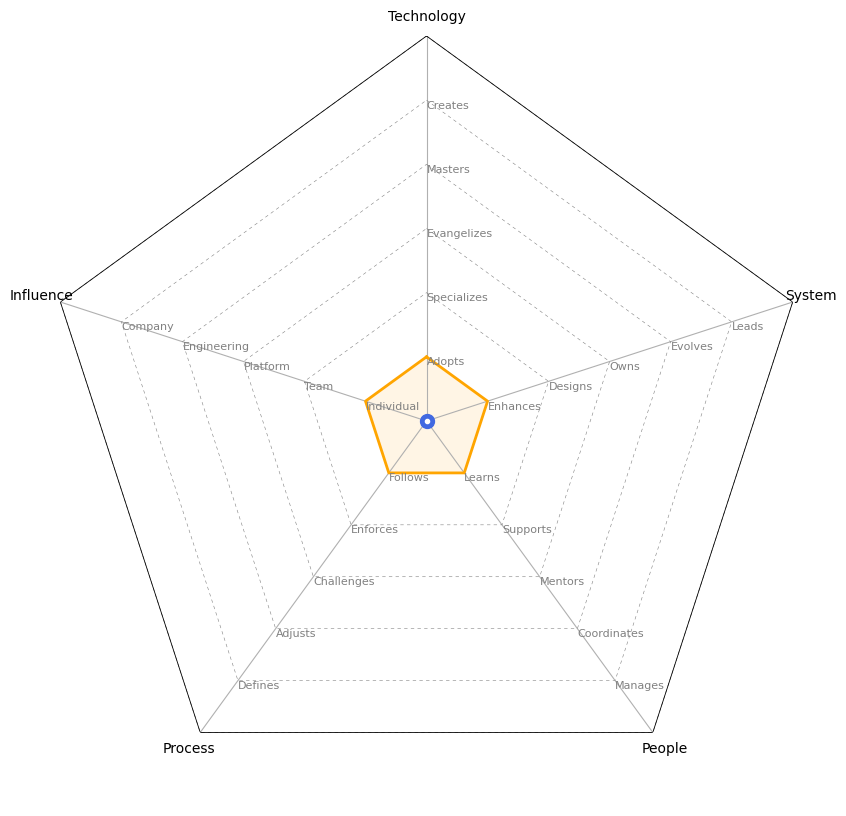 Technology
Creates
Masters
Evangelizes
Specializes
Adopts
Influence
Company
Engineering
Platform
Team
Individual
System
Leads
Evolves
Owns
Designs
Enhances
Follows
Enforces
Challenges
Adjusts
Defines
Process
Learns
Supports
Mentors
Coordinates
Manages
People